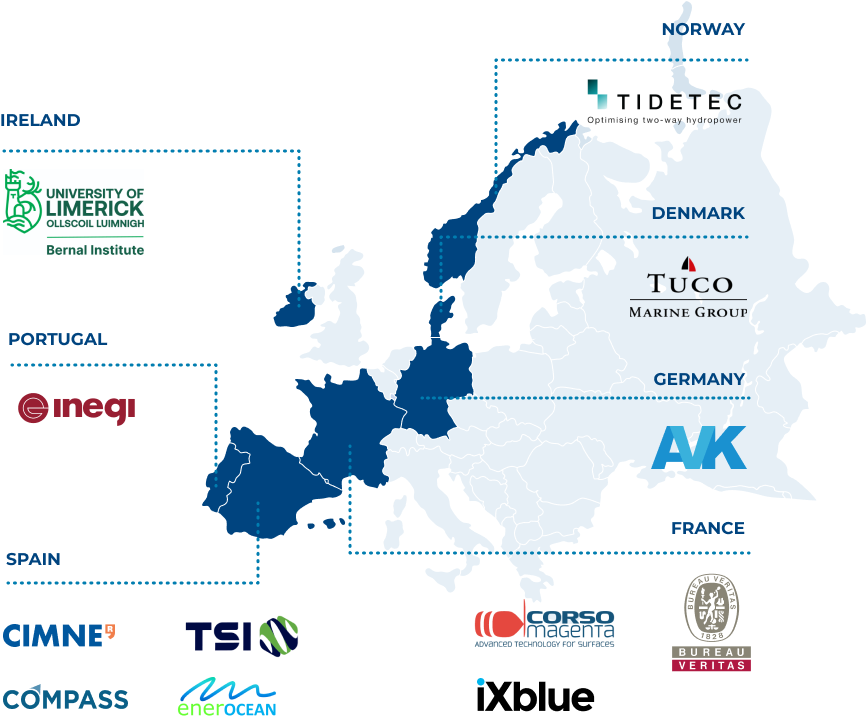 NORWAY
TIDETEC
Optimising two-way hydropower
IRELAND
UNIVERSITY OF
LIMERICK
OLLSCOIL LUIMNIGH
Bernal Institute
DENMARK
TUCO
MARINE GROUP
PORTUGAL
inegi
GERMANY
AVK
FRANCE
BUREAU VERITAS
1828
BUREAU
VERITAS
CORSO
magenta
ADVANCED TECHNOLOGY FOR SURFACES
iXblue
SPAIN
CIMNE
TSI
COMPASS
enerOCEAN